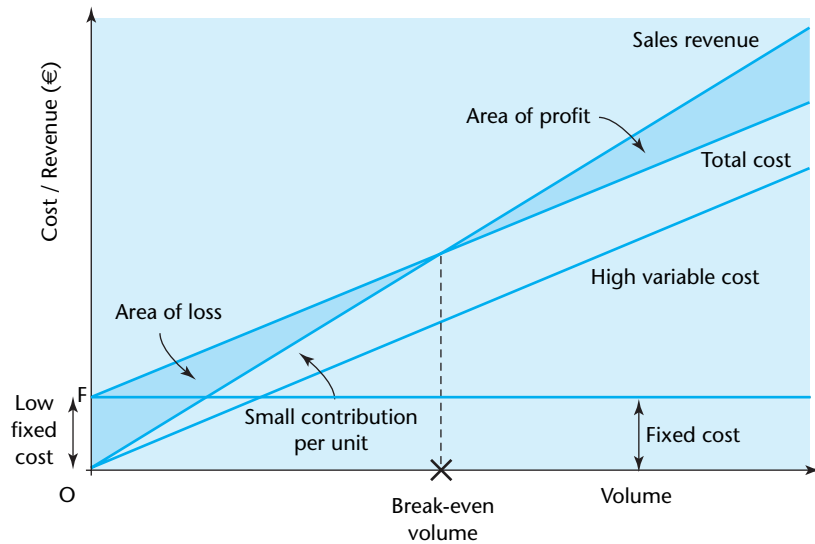 Sales revenue
Area of profit
Total cost
Cost / Revenue (€)
High variable cost
Area of loss
F
Low
fixed
cost
Small contribution
per unit
Fixed cost
O
Break-even
volume
Volume